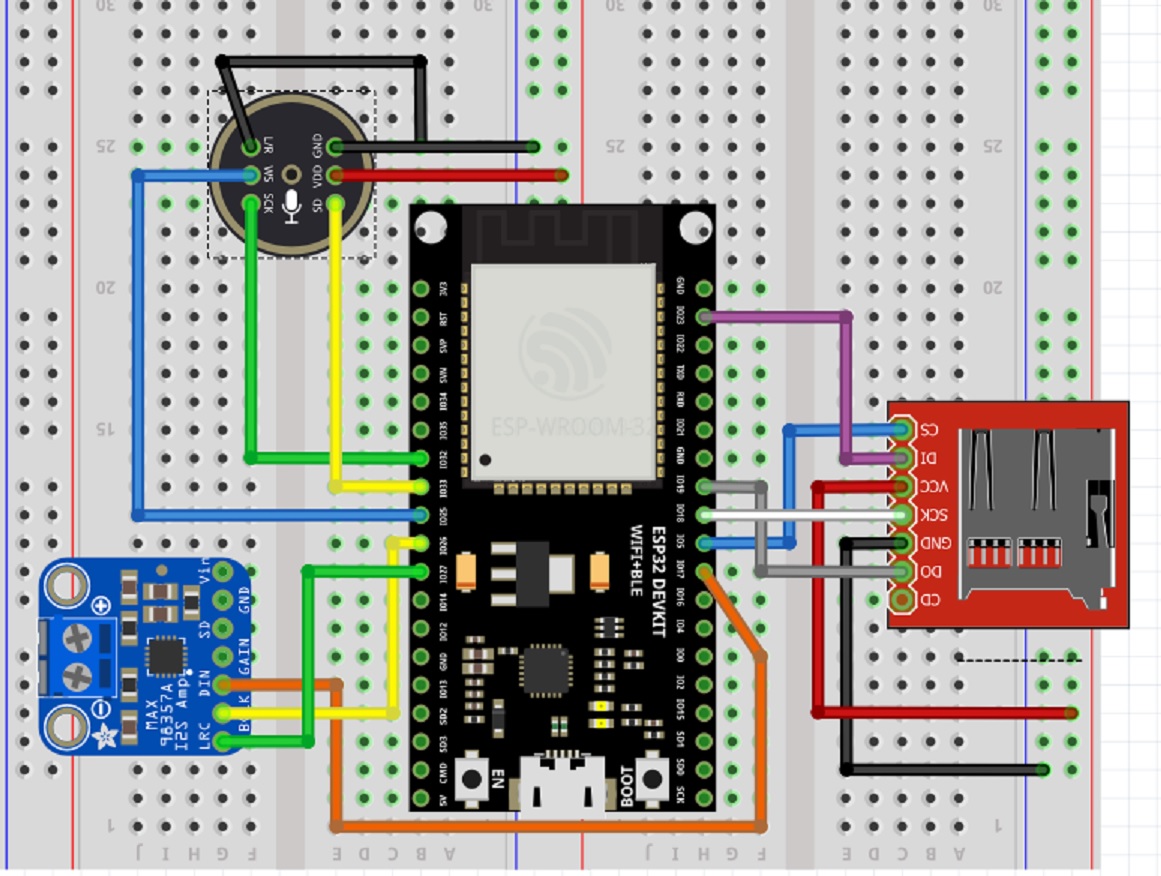 30
30
30
30
25
25
25
20
20
15
15
1
1
L/R
WS
SCK
GND
VDD
SD
3V3
RST
SVP
SVN
IO34
IO35
IO32
IO33
IO25
IO26
IO27
IO14
IO12
GND
IO13
SD2
SD3
CMD
5V
ESP-WROOM-32
ESP32 DEVKIT
WIFI+BLE
EN
BOOT
GND
IO23
IO22
TXD
RXD
IO21
GND
IO19
IO18
IO5
IO17
IO16
IO4
IO0
IO2
IO15
SD1
SD0
SCK
CS
DI
VCC
SCK
GND
DO
CD
Vin
GND
SD
GAIN
DIN
BCLK
LRC
MAX
98357A
I2S Amp
J I H G F
E D C B A
J I H G F
E D C B A